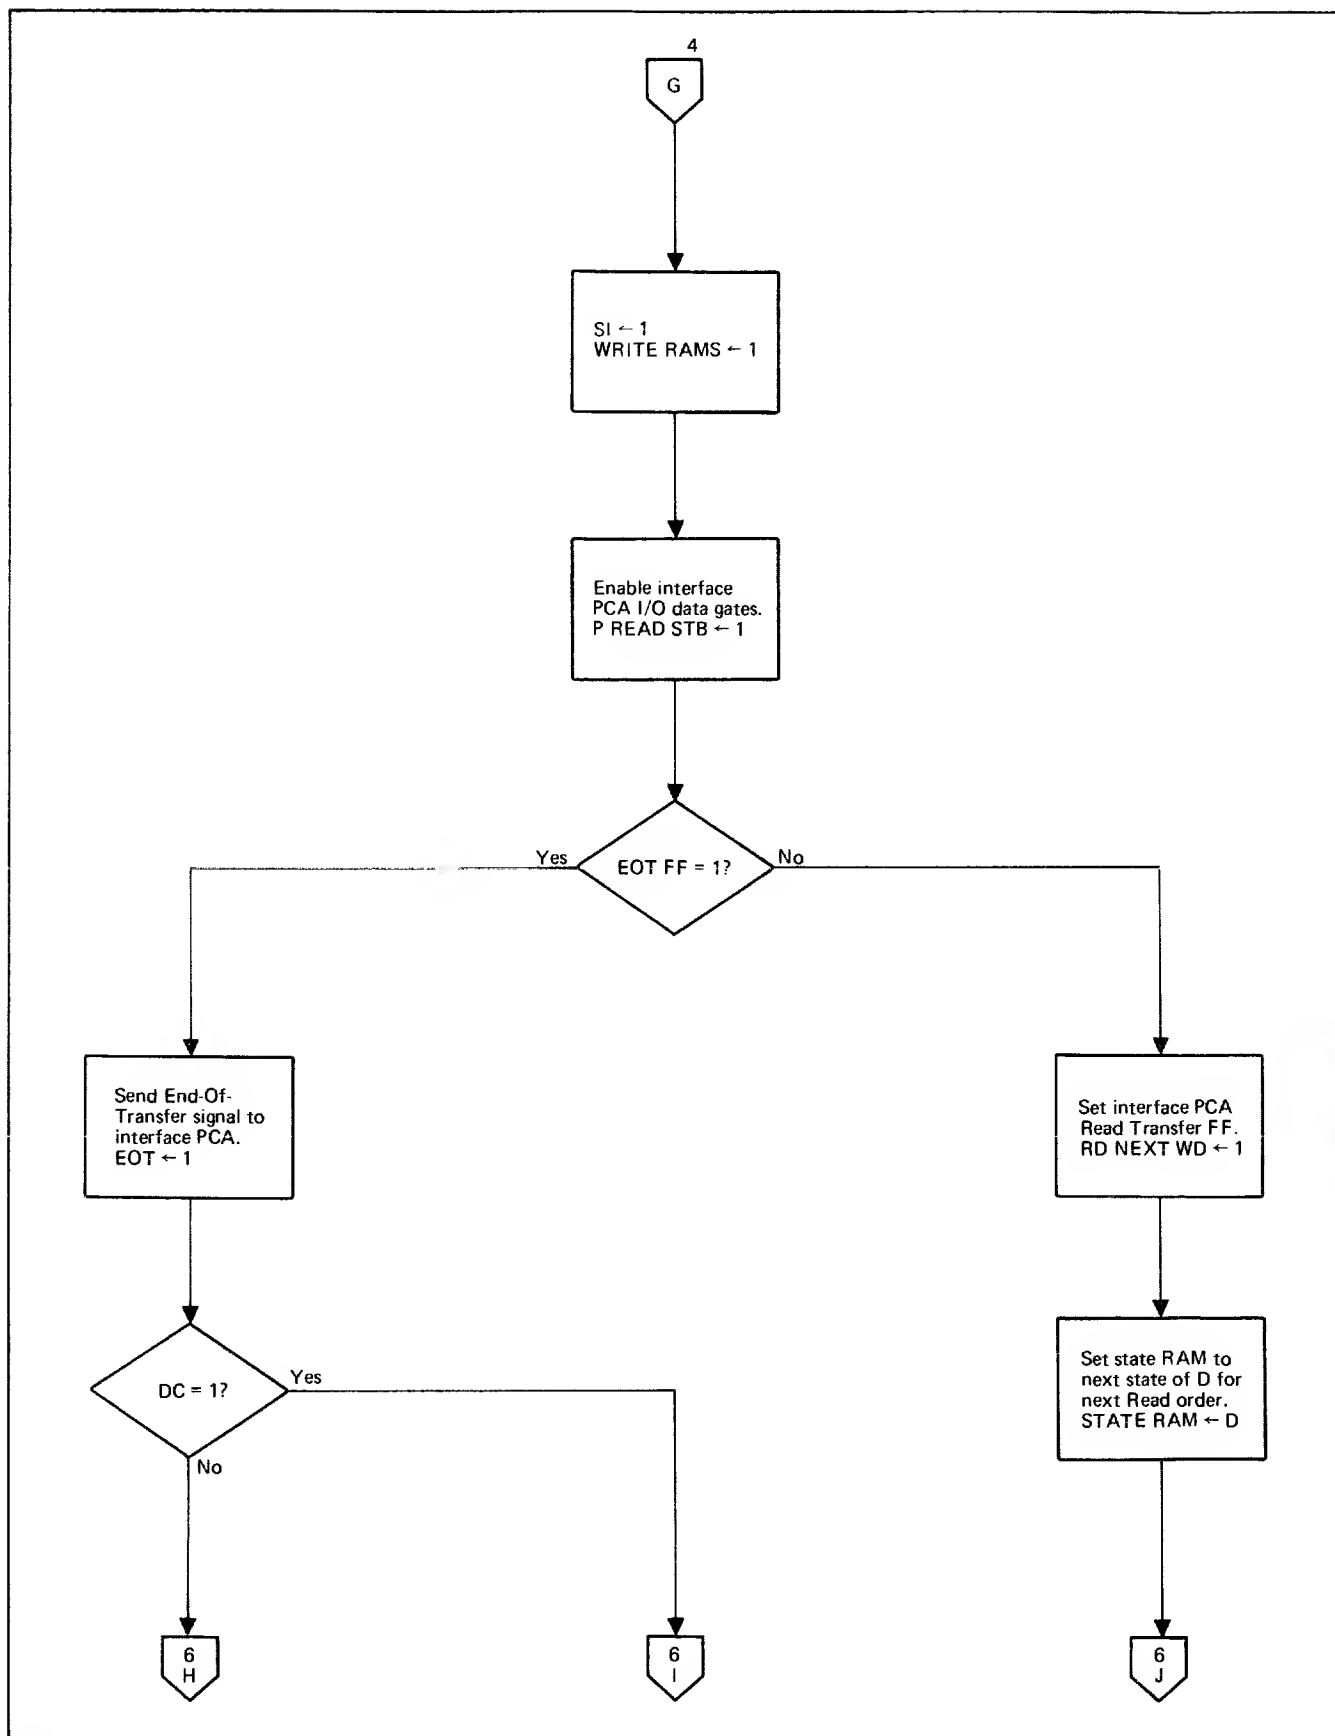 4
G
SI ← 1
WRITE RAMS ← 1
Enable interface
PCA I/O data gates.
P READ STB ← 1
EOT FF = 1?
Yes
No
Send End-Of-
Transfer signal to
interface PCA.
EOT ← 1
Set interface PCA
Read Transfer FF.
RD NEXT WD ← 1
DC = 1?
Yes
No
Set state RAM to
next state of D for
next Read order.
STATE RAM ← D
6
H
6
I
6
J